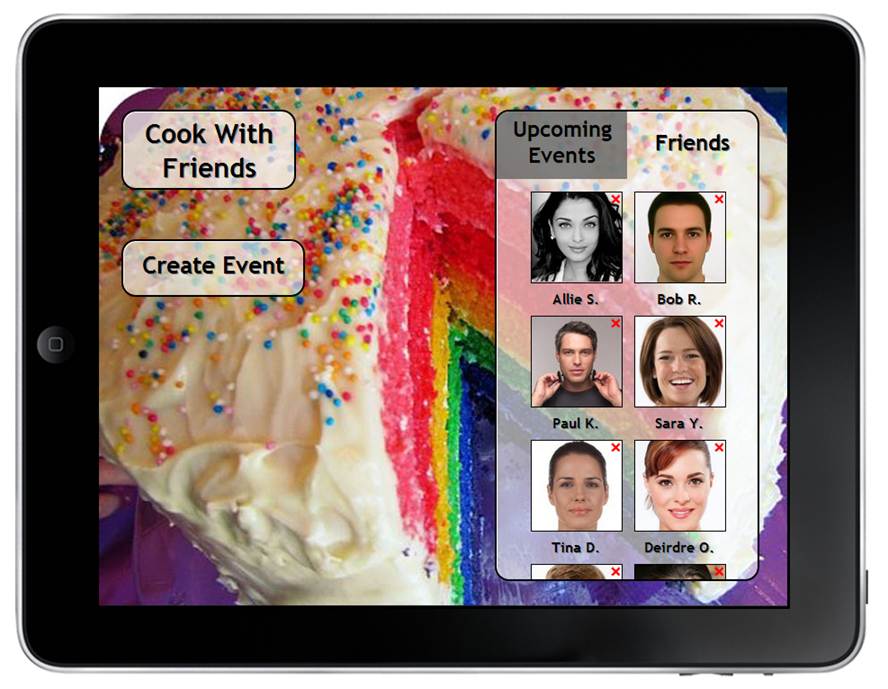 Cook With
Friends
Create Event
Upcoming
Events
Friends
Allie S.
Bob R.
Paul K.
Sara Y.
Tina D.
Deirdre O.